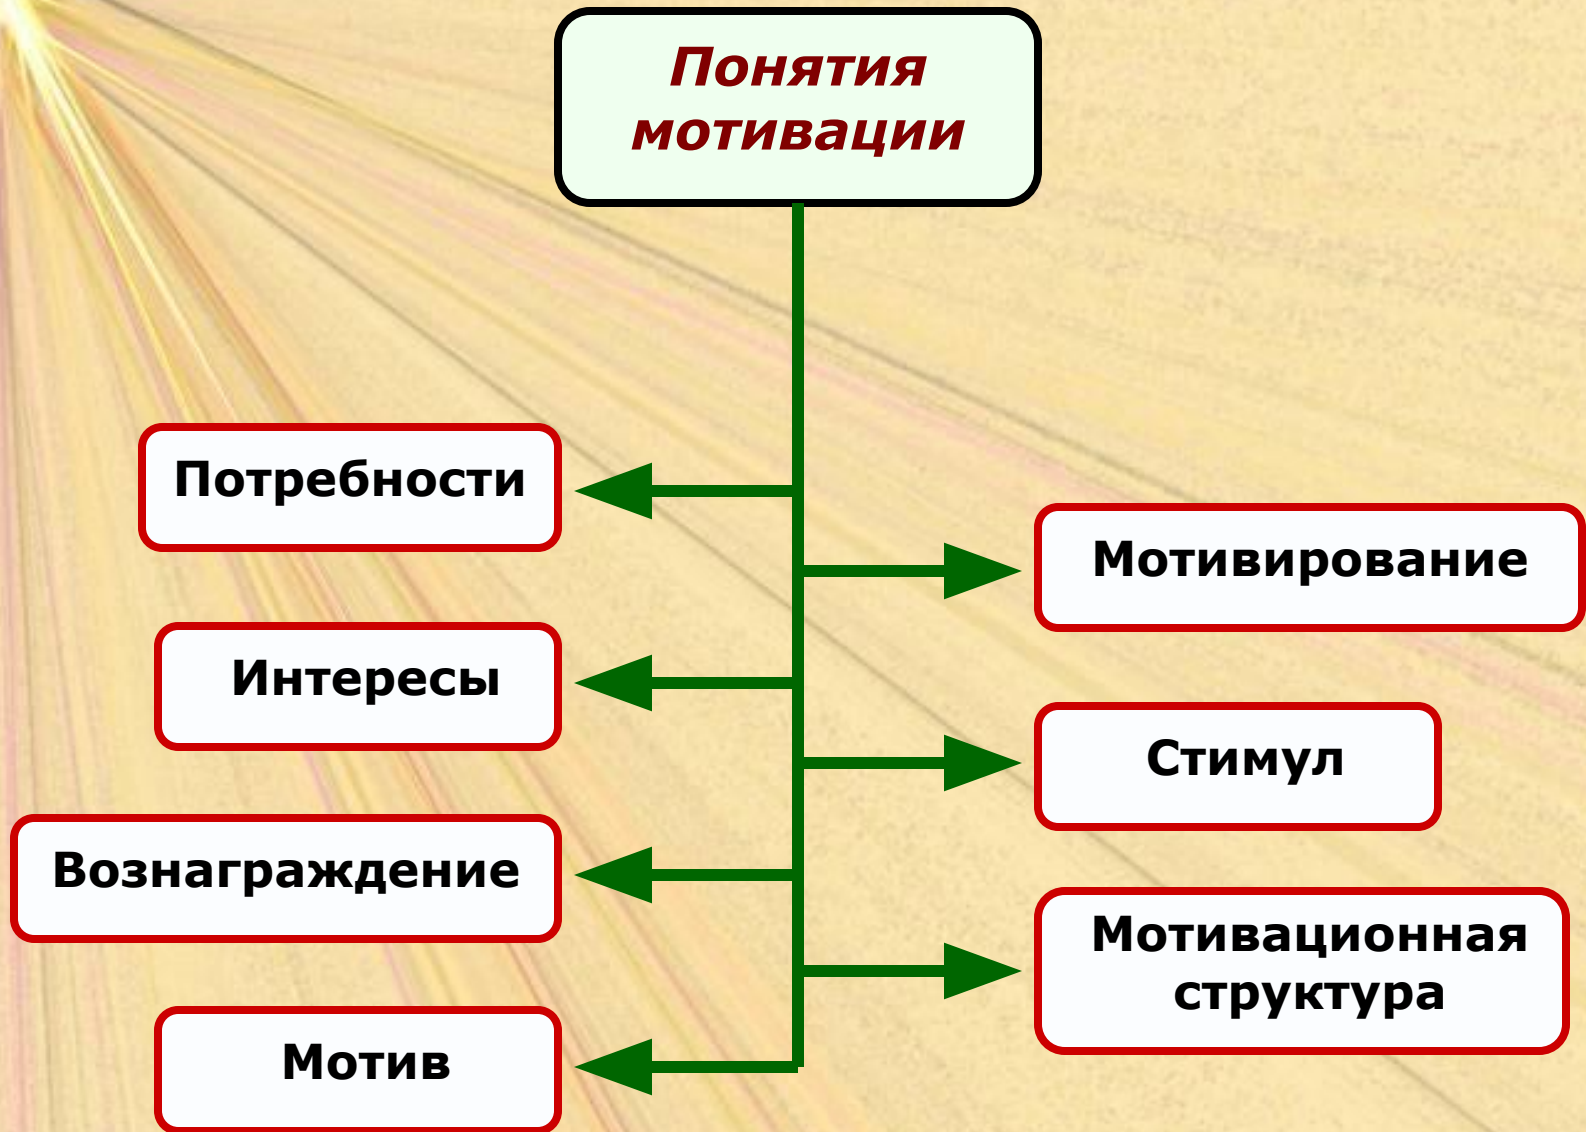 Понятия
мотивации
Потребности
Мотивирование
Интересы
Стимул
Вознаграждение
Мотивационная
структура
Мотив